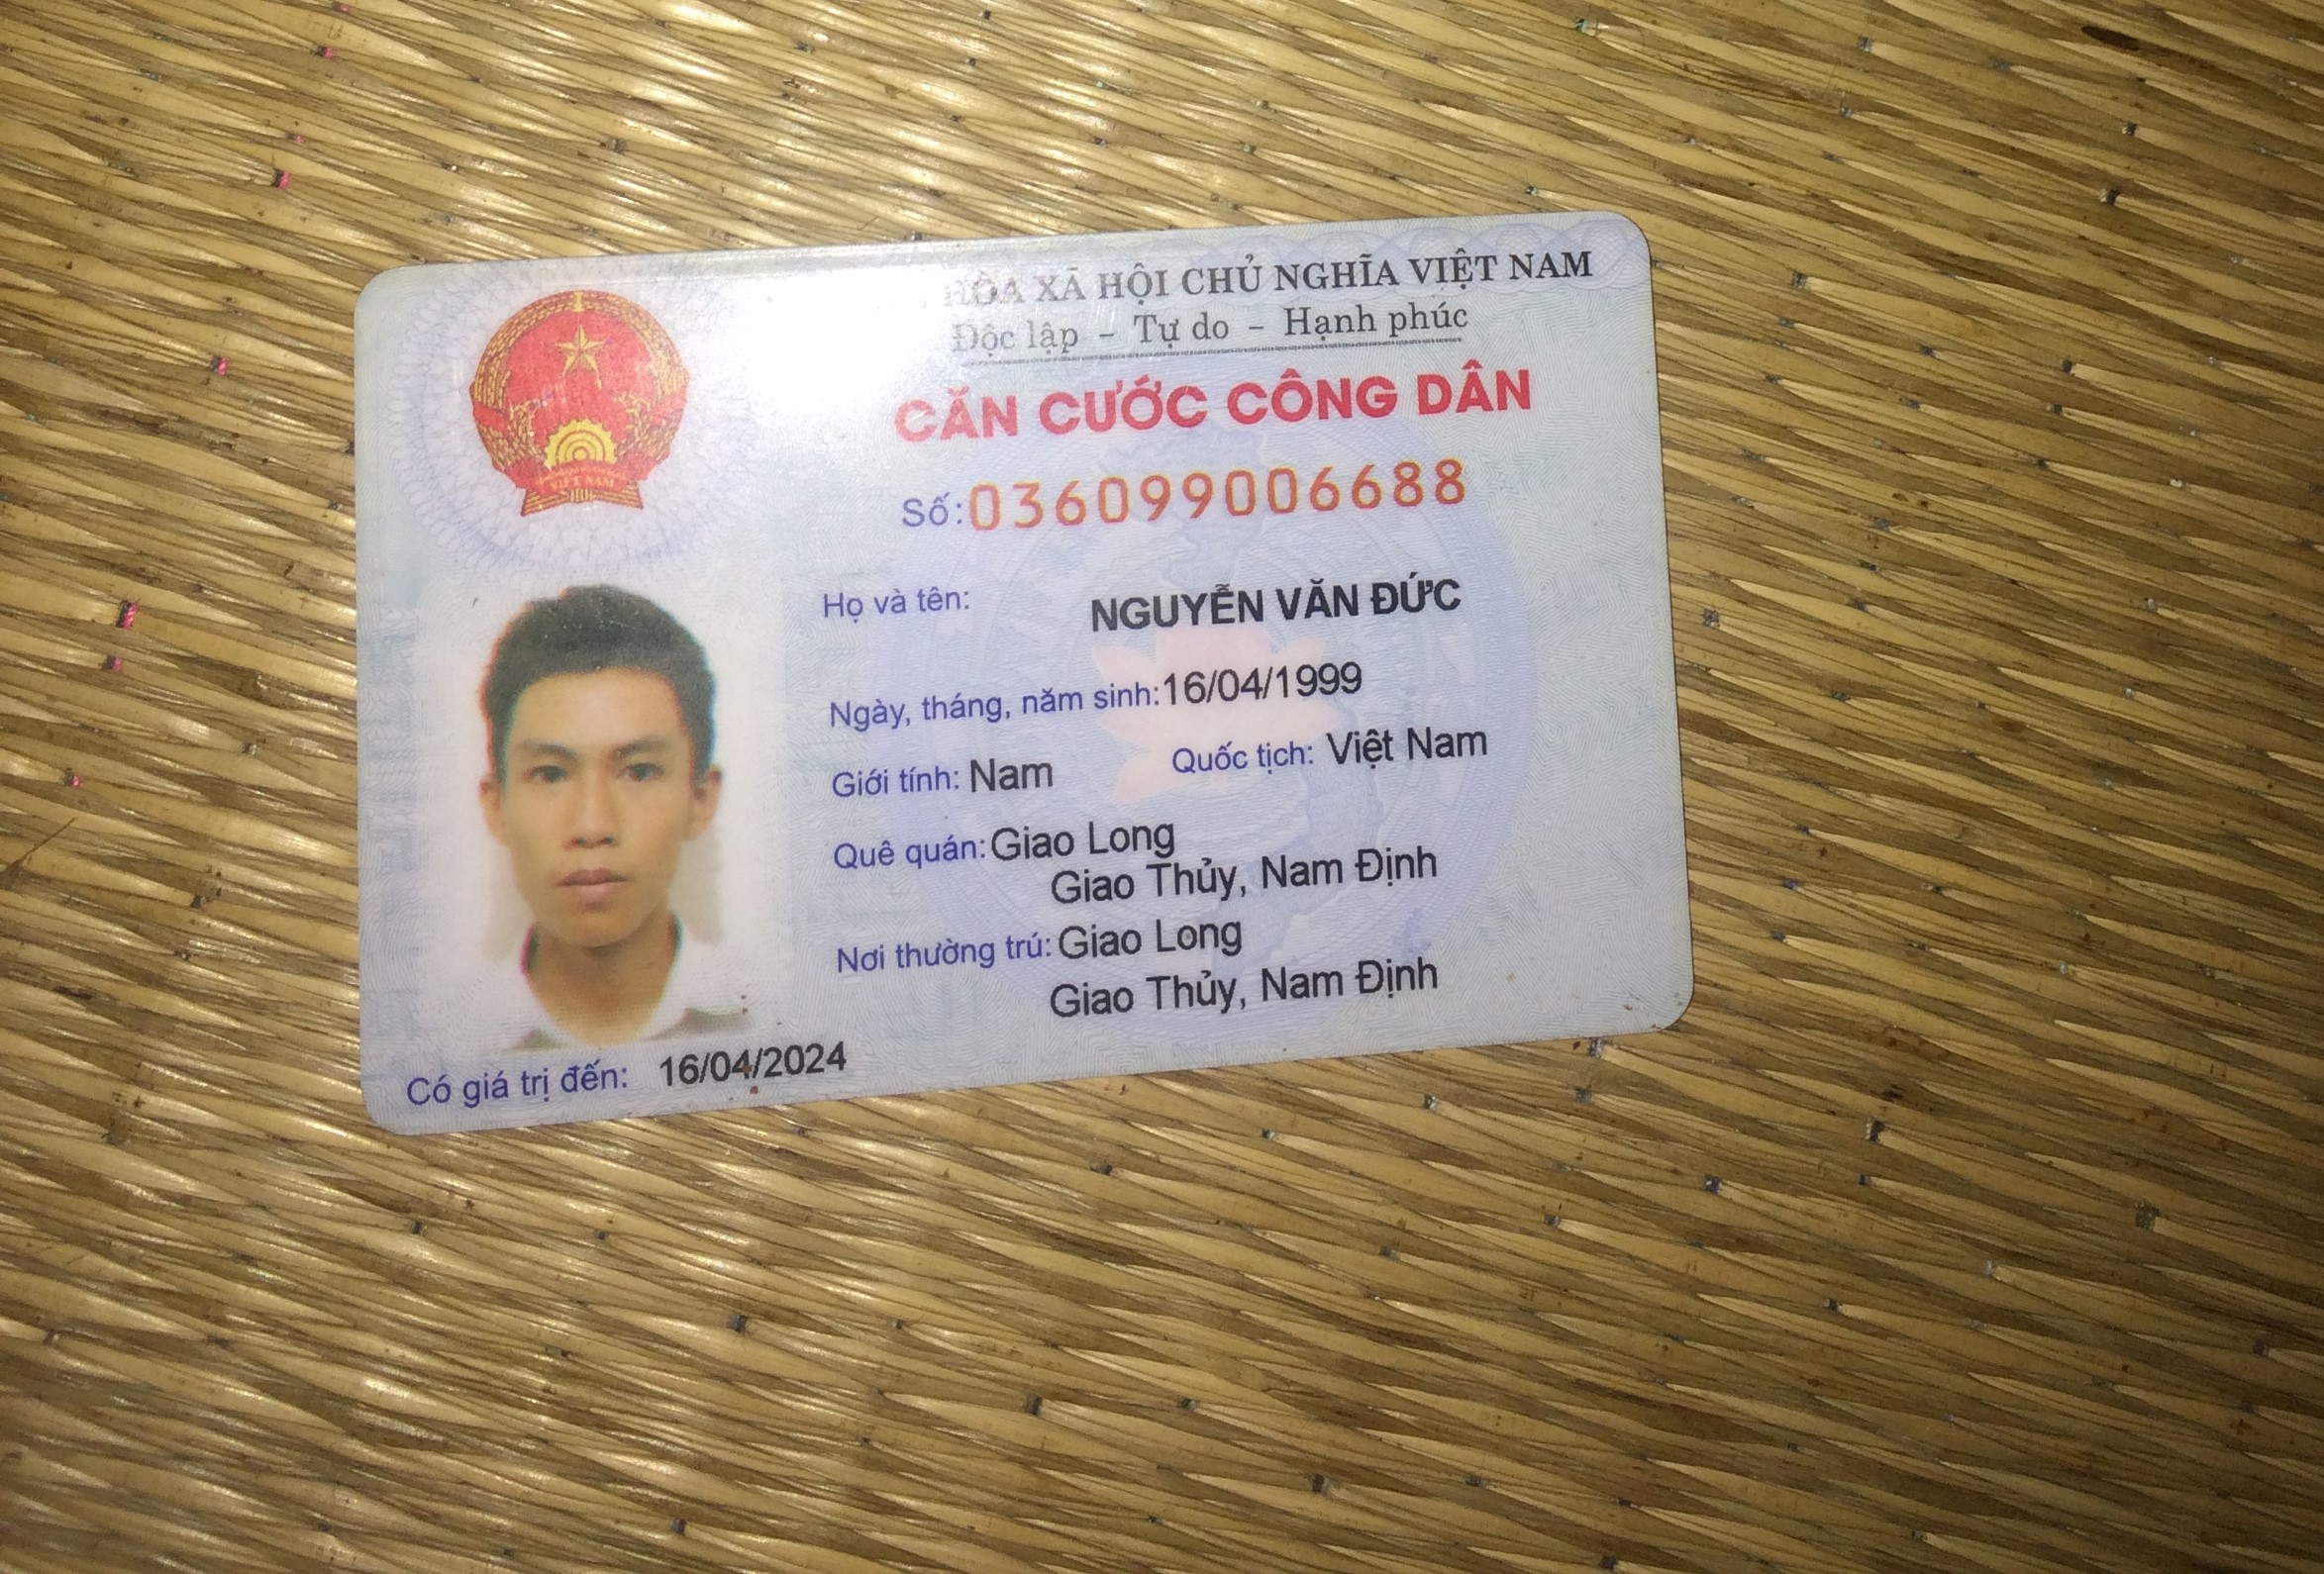 HÒA XÃ HỘI CHỦ NGHĨA VIỆT NAM
Độc lập - Tự do - Hạnh phúc
CĂN CƯỚC CÔNG DÂN
Số: 036099006688
VIỆT NAM
Họ và tên: NGUYỄN VĂN ĐỨC
Ngày, tháng, năm sinh: 16/04/1999
Giới tính: Nam Quốc tịch: Việt Nam
Quê quán: Giao Long
Giao Thủy, Nam Định
Nơi thường trú: Giao Long
Giao Thủy, Nam Định
Có giá trị đến: 16/04/2024